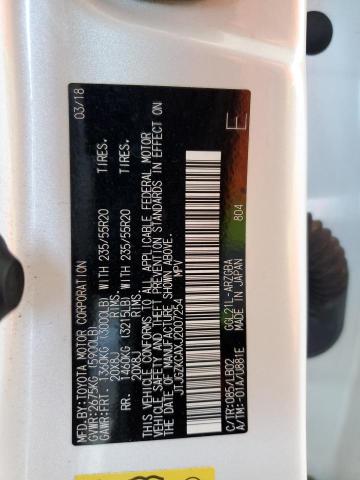 MFD.BY:TOYOTA MOTOR CORPORATION 03/18
GVWR:2675KG(5900LB)
GAWR:FRT. 1360KG(3000LB)WITH 235/55R20 TIRES.
20X8J RIMS.
RR. 1460KG(3219LB)WITH 235/55R20 TIRES.
20X8J RIMS.
THIS VEHICLE CONFORMS TO ALL APPLICABLE FEDERAL MOTOR
VEHICLE SAFETY AND THEFT PREVENTION STANDARDS IN EFFECT ON
THE DATE OF MANUFACTURE SHOWN ABOVE.
MPV
C/TR:085/LB02 GGL21L-ARZGBA
A/TM:-01A/U881E MADE IN JAPAN 804
E